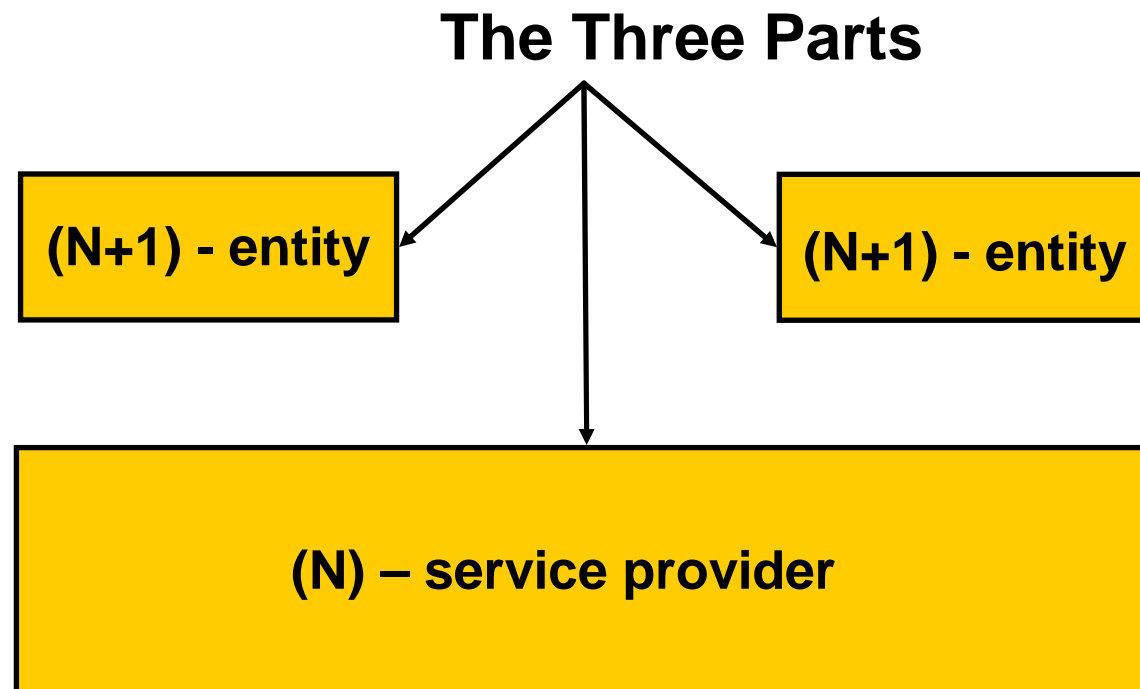 The Three Parts
(N+1) - entity
(N+1) - entity
(N) – service provider